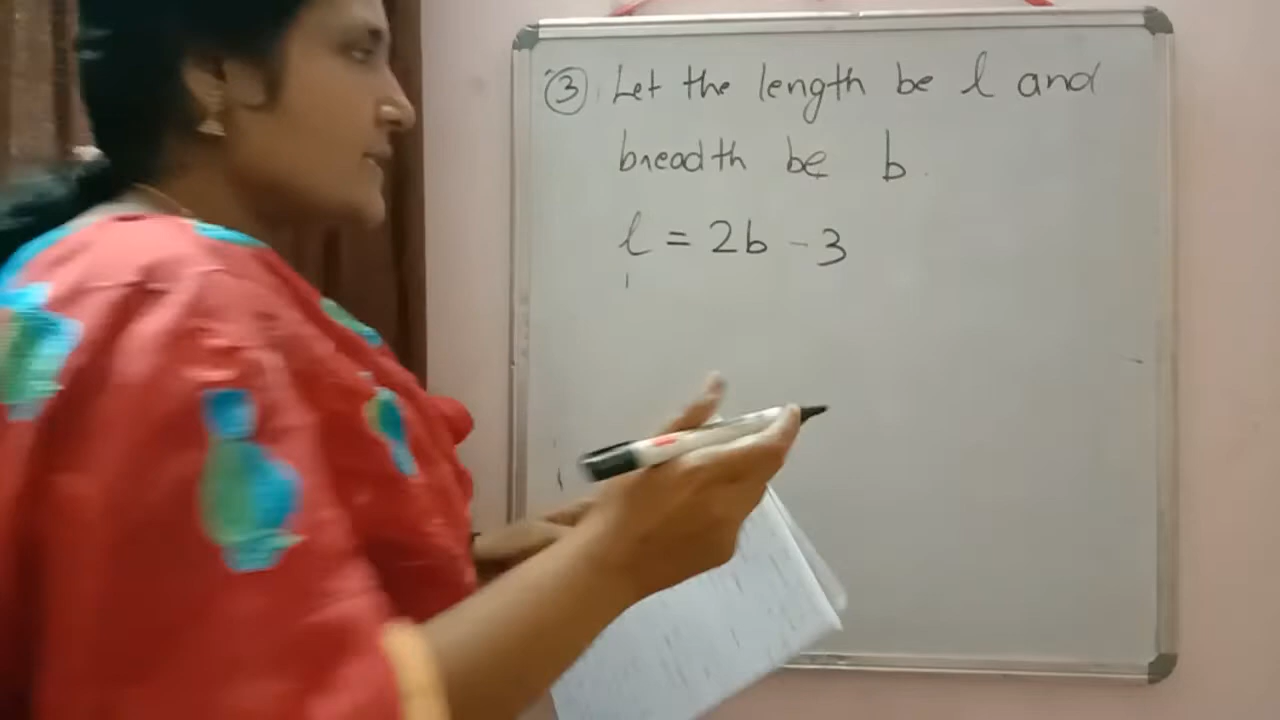 ③ Let the length be l and
breadth be b.
l = 2b - 3